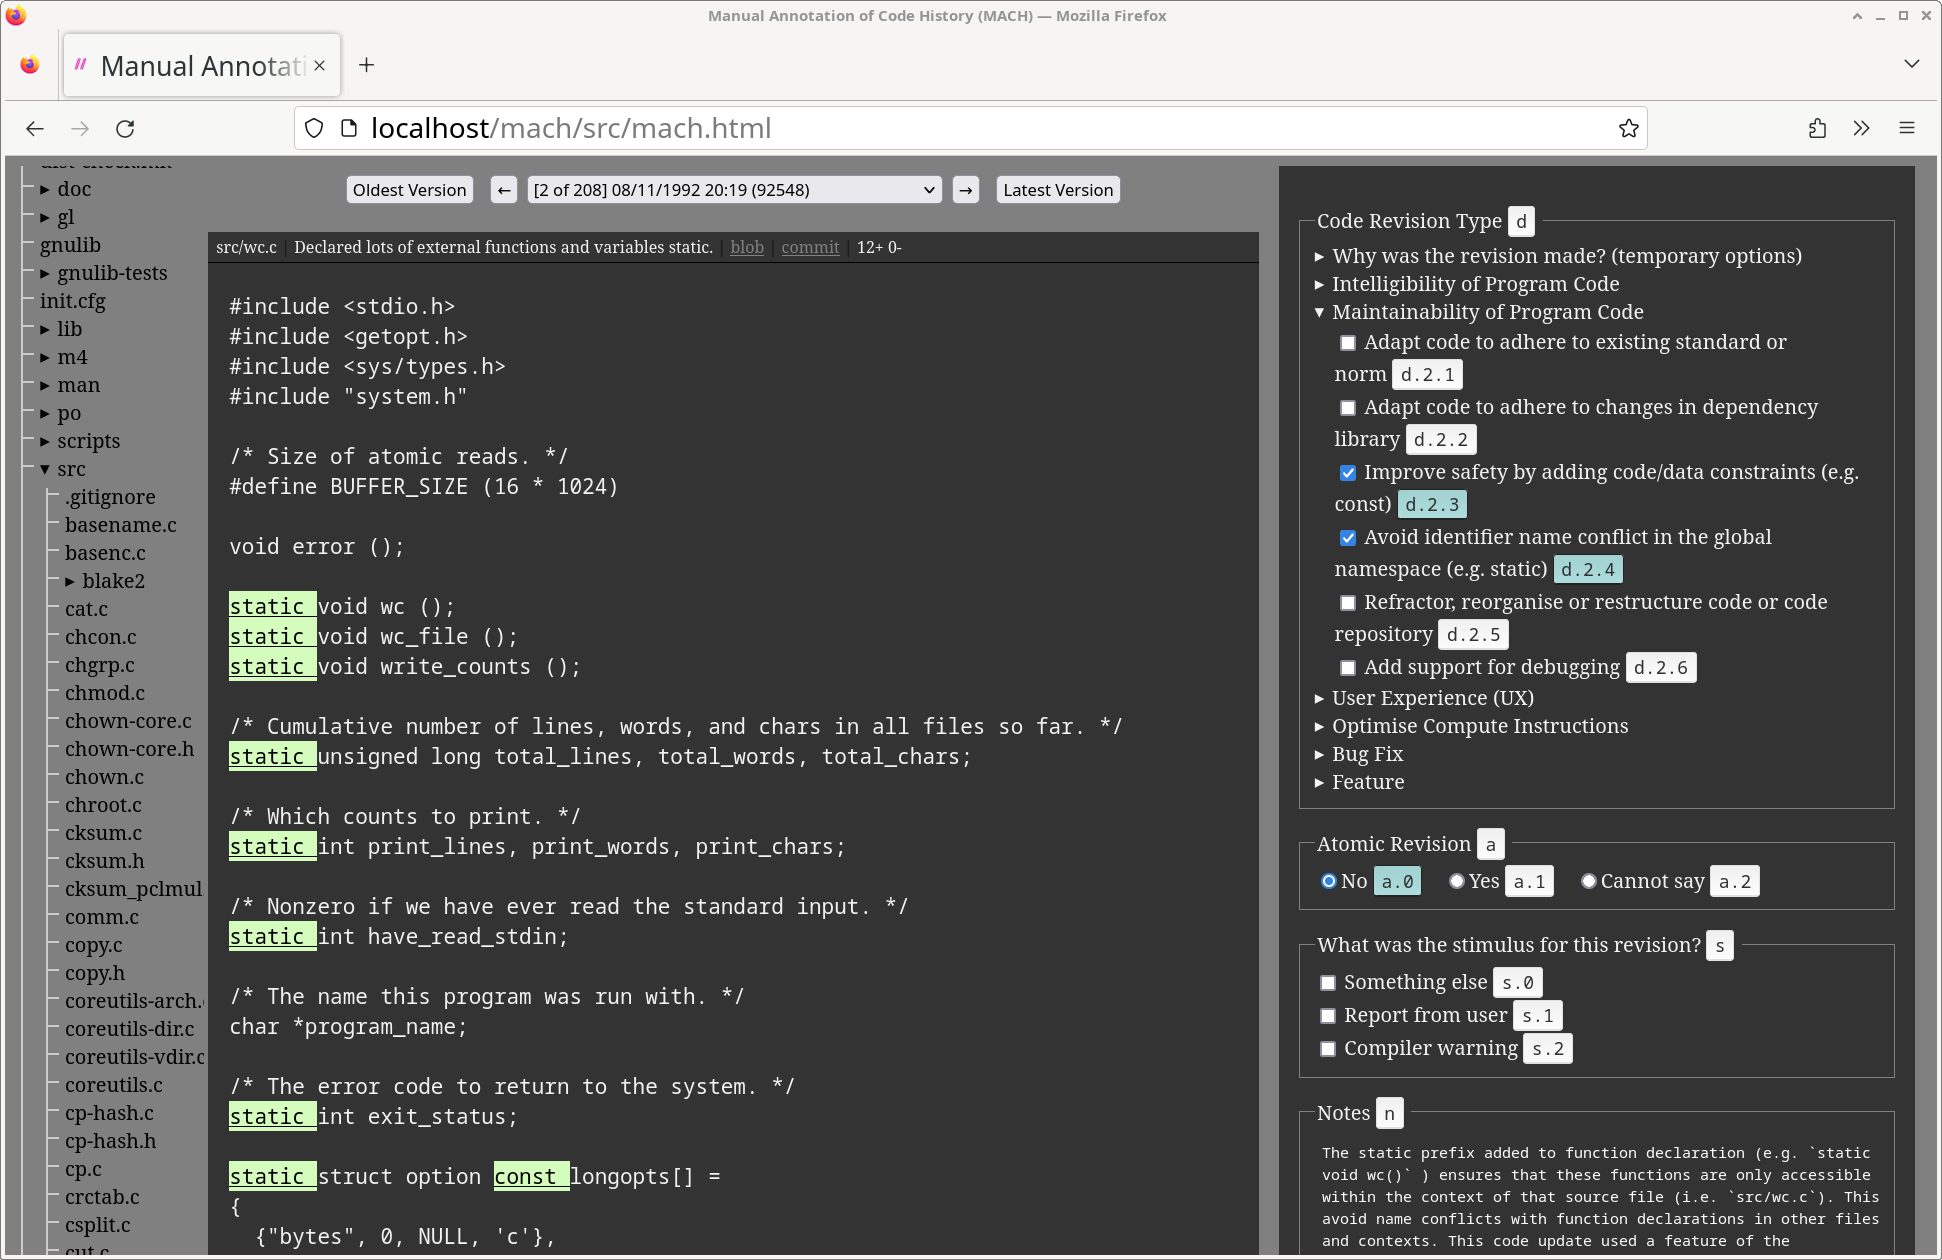 Manual Annotation of Code History (MACH) — Mozilla Firefox
Manual Annotati
localhost/mach/src/mach.html
doc
gl
gnulib
gnulib-tests
init.cfg
lib
m4
man
po
scripts
src
.gitignore
basename.c
basenc.c
blake2
cat.c
chcon.c
chgrp.c
chmod.c
chown-core.c
chown-core.h
chown.c
chroot.c
cksum.c
cksum.h
cksum_pclmul
comm.c
copy.c
copy.h
coreutils-arch.
coreutils-dir.c
coreutils-vdir.c
coreutils.c
cp-hash.c
cp-hash.h
cp.c
crctab.c
csplit.c
cut.c
Oldest Version ← [2 of 208] 08/11/1992 20:19 (92548) → Latest Version
src/wc.c | Declared lots of external functions and variables static. | blob | commit | 12+ 0-
#include <stdio.h>
#include <getopt.h>
#include <sys/types.h>
#include "system.h"
/* Size of atomic reads. */
#define BUFFER_SIZE (16 * 1024)
void error ();
static void wc ();
static void wc_file ();
static void write_counts ();
/* Cumulative number of lines, words, and chars in all files so far. */
static unsigned long total_lines, total_words, total_chars;
/* Which counts to print. */
static int print_lines, print_words, print_chars;
/* Nonzero if we have ever read the standard input. */
static int have_read_stdin;
/* The name this program was run with. */
char *program_name;
/* The error code to return to the system. */
static int exit_status;
static struct option const longopts[] =
{
{"bytes", 0, NULL, 'c'},
Code Revision Type d
Why was the revision made? (temporary options)
Intelligibility of Program Code
Maintainability of Program Code
Adapt code to adhere to existing standard or
norm d.2.1
Adapt code to adhere to changes in dependency
library d.2.2
Improve safety by adding code/data constraints (e.g.
const) d.2.3
Avoid identifier name conflict in the global
namespace (e.g. static) d.2.4
Refractor, reorganise or restructure code or code
repository d.2.5
Add support for debugging d.2.6
User Experience (UX)
Optimise Compute Instructions
Bug Fix
Feature
Atomic Revision a
No a.0 Yes a.1 Cannot say a.2
What was the stimulus for this revision? s
Something else s.0
Report from user s.1
Compiler warning s.2
Notes n
The static prefix added to function declaration (e.g. `static
void wc()` ) ensures that these functions are only accessible
within the context of that source file (i.e. `src/wc.c`). This
avoid name conflicts with function declarations in other files
and contexts. This code update used a feature of the